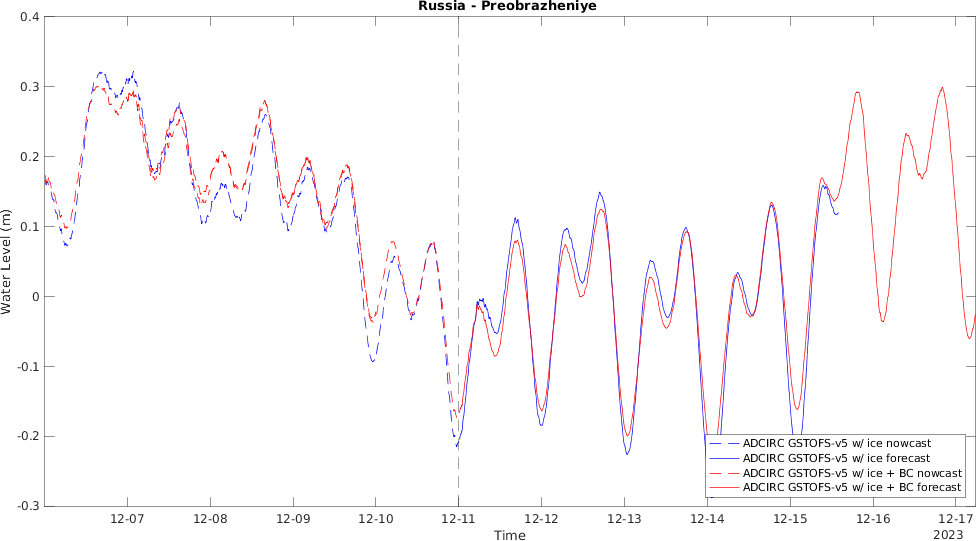 Russia - Preobrazheniye
Water Level (m)
0.4
0.3
0.2
0.1
0
-0.1
-0.2
-0.3
ADCIRC GSTOFS-v5 w/ ice nowcast
ADCIRC GSTOFS-v5 w/ ice forecast
ADCIRC GSTOFS-v5 w/ ice + BC nowcast
ADCIRC GSTOFS-v5 w/ ice + BC forecast
12-07 12-08 12-09 12-10 12-11 12-12 12-13 12-14 12-15 12-16 12-17
Time
2023